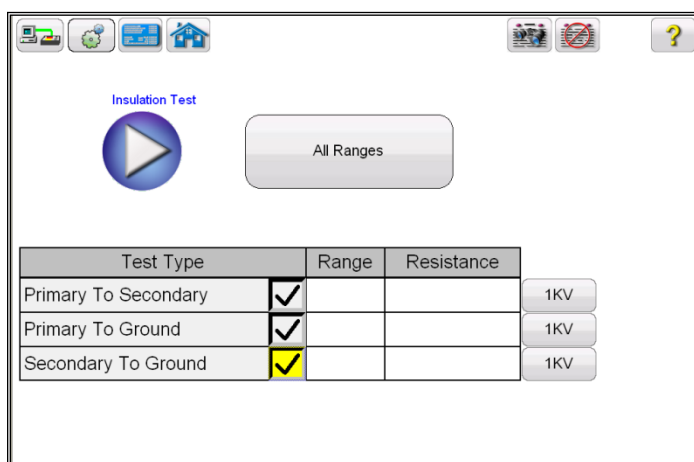 ?
Insulation Test
All Ranges
Test Type Range Resistance
Primary To Secondary 1KV
Primary To Ground 1KV
Secondary To Ground 1KV